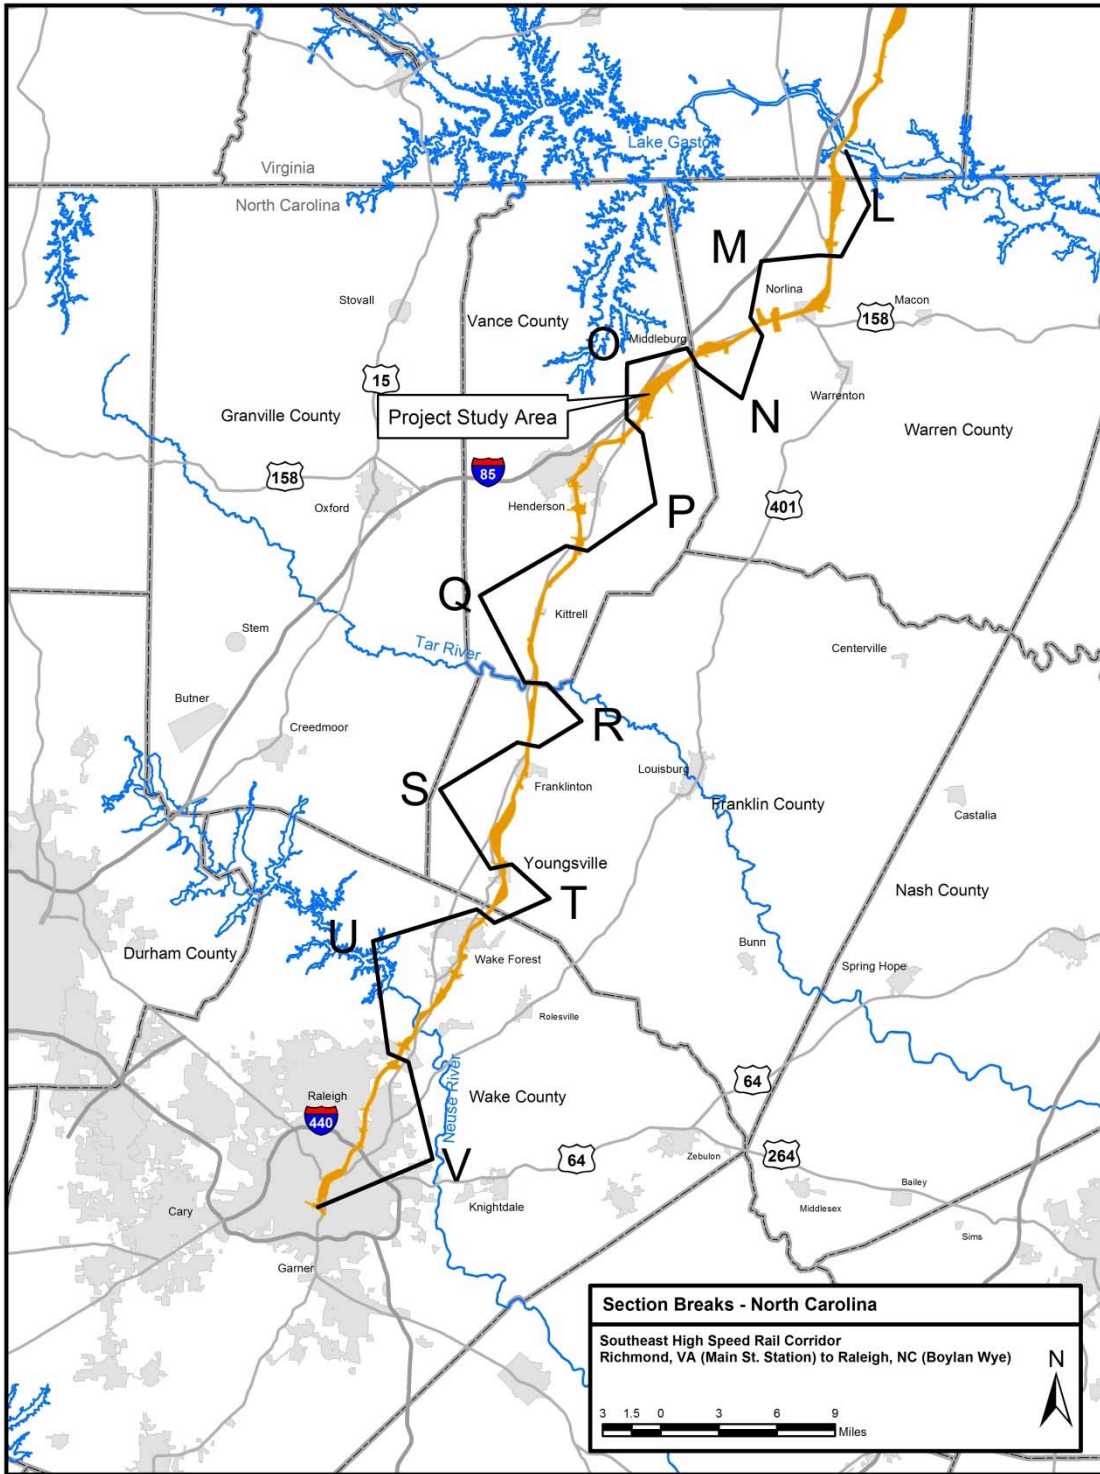 Lake Gaston
Virginia
North Carolina
L
M
Norlina
Macon
158
Stovall
Vance County
O
Middleburg
15
Project Study Area
N
Warrenton
Granville County
Warren County
158
85
Oxford
Henderson
P
401
Q
Kittrell
Stem
Tar River
Centerville
Butner
Creedmoor
R
S
Franklinton
Louisburg
Franklin County
Castalia
Youngsville
T
Nash County
U
Durham County
Wake Forest
Bunn
Spring Hope
Rolesville
Neuse River
Raleigh
440
Wake County
64
V
64
Zebulon
264
Knightdale
Bailey
Middlesex
Cary
Sims
Garner
Section Breaks - North Carolina
Southeast High Speed Rail Corridor
Richmond, VA (Main St. Station) to Raleigh, NC (Boylan Wye)
N
3 1.5 0 3 6 9
Miles